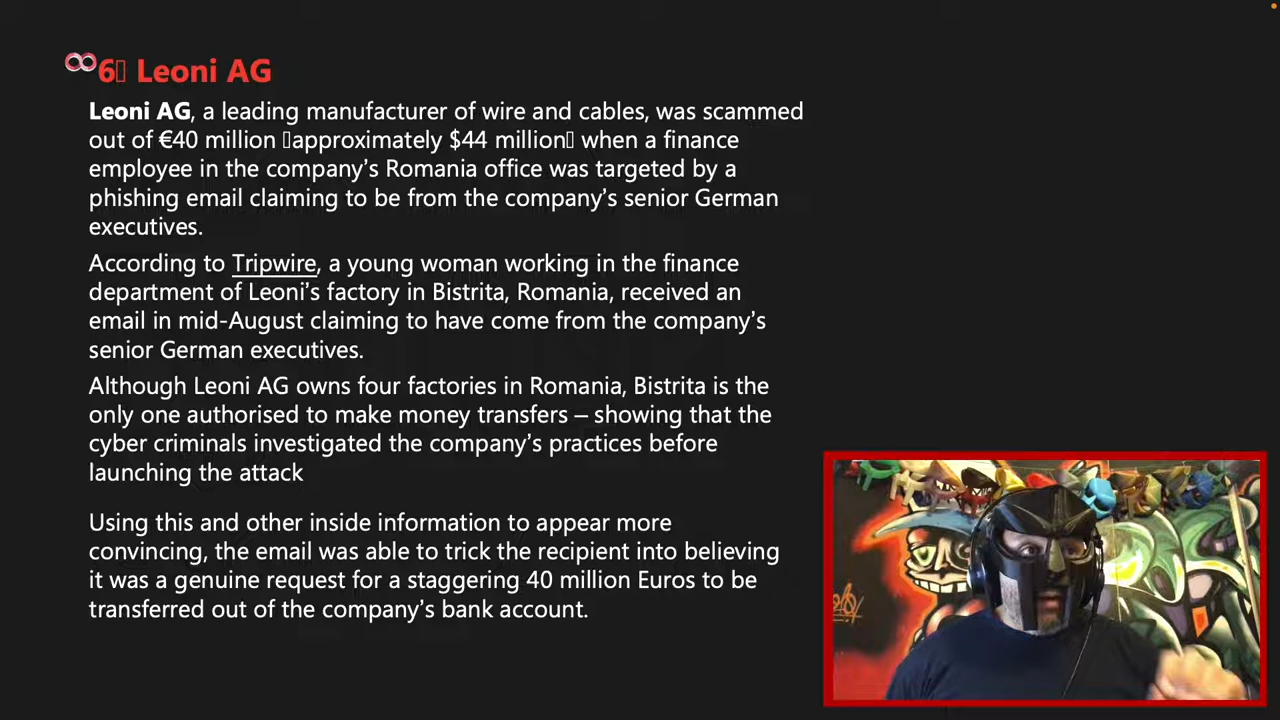 6▯ Leoni AG
Leoni AG, a leading manufacturer of wire and cables, was scammed
out of €40 million ▯approximately $44 million▯ when a finance
employee in the company’s Romania office was targeted by a
phishing email claiming to be from the company’s senior German
executives.
According to Tripwire, a young woman working in the finance
department of Leoni’s factory in Bistrita, Romania, received an
email in mid-August claiming to have come from the company’s
senior German executives.
Although Leoni AG owns four factories in Romania, Bistrita is the
only one authorised to make money transfers – showing that the
cyber criminals investigated the company’s practices before
launching the attack
Using this and other inside information to appear more
convincing, the email was able to trick the recipient into believing
it was a genuine request for a staggering 40 million Euros to be
transferred out of the company’s bank account.